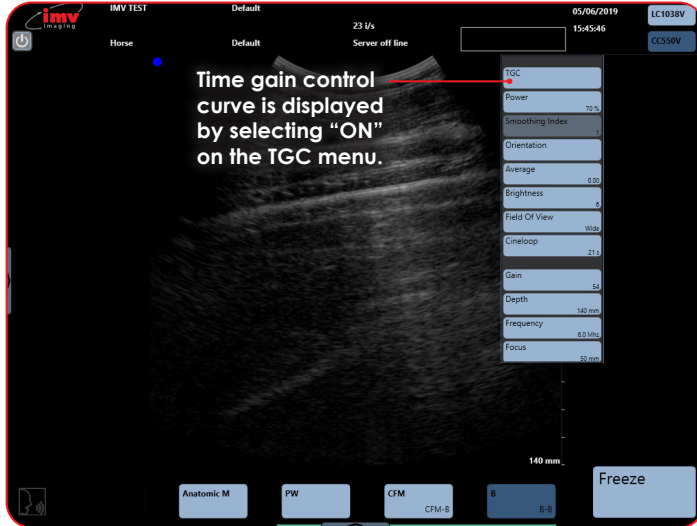 imv
imaging
IMV TEST
Default
05/06/2019
LC1038V
23 i/s
15:45:46
CC550V
Horse
Default
Server off line
Time gain control
curve is displayed
by selecting “ON”
on the TGC menu.
TGC
Power
70 %
Smoothing Index
1
Orientation
Average
0.00
Brightness
6
Field Of View
Wide
Cineloop
21 s
Gain
54
Depth
140 mm
Frequency
6.0 Mhz
Focus
50 mm
140 mm
Freeze
Anatomic M
PW
CFM
CFM-B
B
B-B